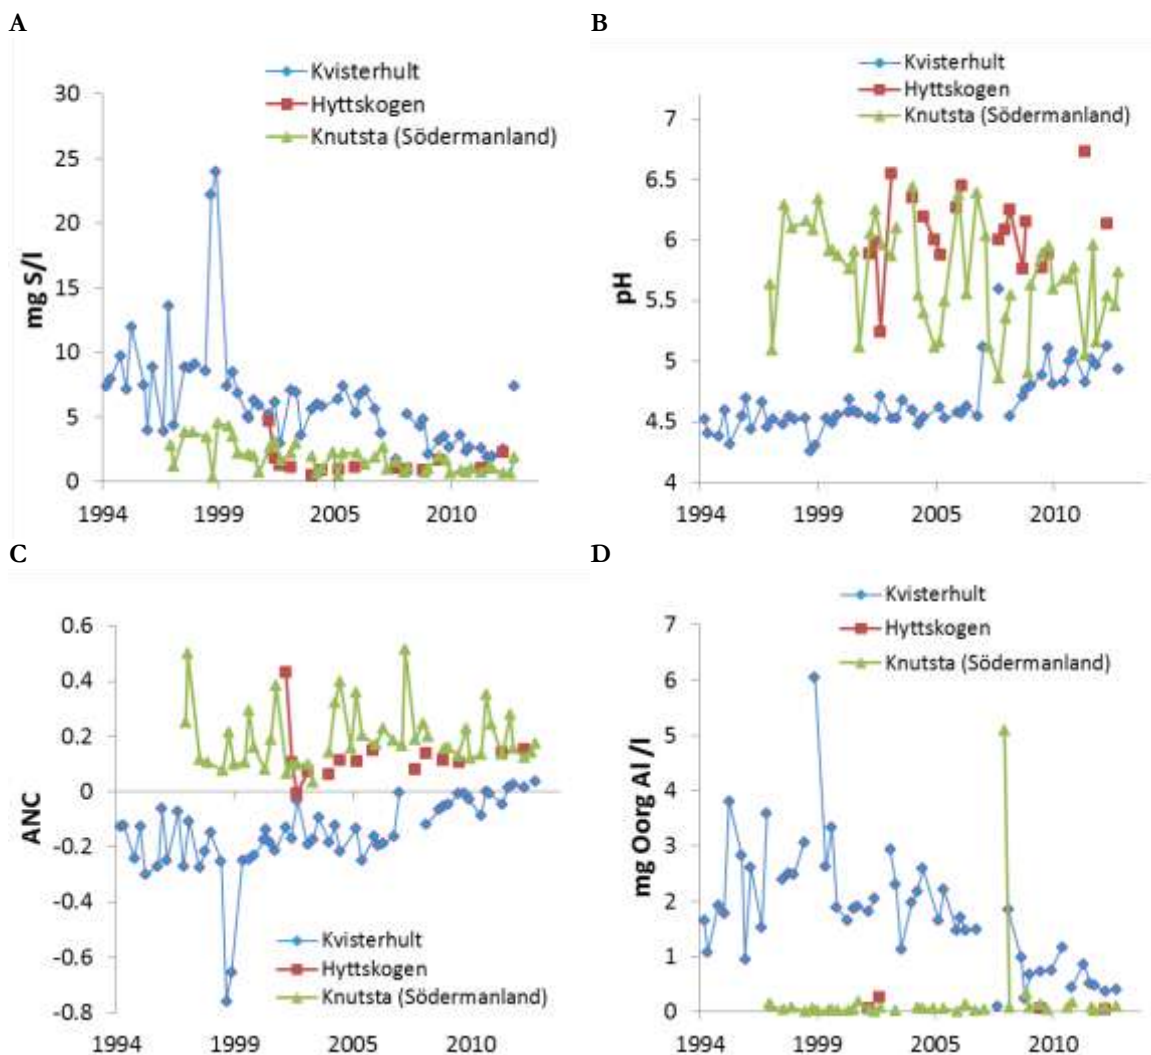 A
Kvisterhult
Hyttskogen
Knutsta (Södermanland)
mg S/l
30
25
20
15
10
5
0
1994 1999 2005 2010
B
Kvisterhult
Hyttskogen
Knutsta (Södermanland)
pH
7
6.5
6
5.5
5
4.5
4
1994 1999 2005 2010
C
ANC
0.6
0.4
0.2
0
-0.2
-0.4
-0.6
-0.8
Kvisterhult
Hyttskogen
Knutsta (Södermanland)
1994 1999 2005 2010
D
Kvisterhult
Hyttskogen
Knutsta (Södermanland)
mg Oorg Al /l
7
6
5
4
3
2
1
0
1994 1999 2005 2010